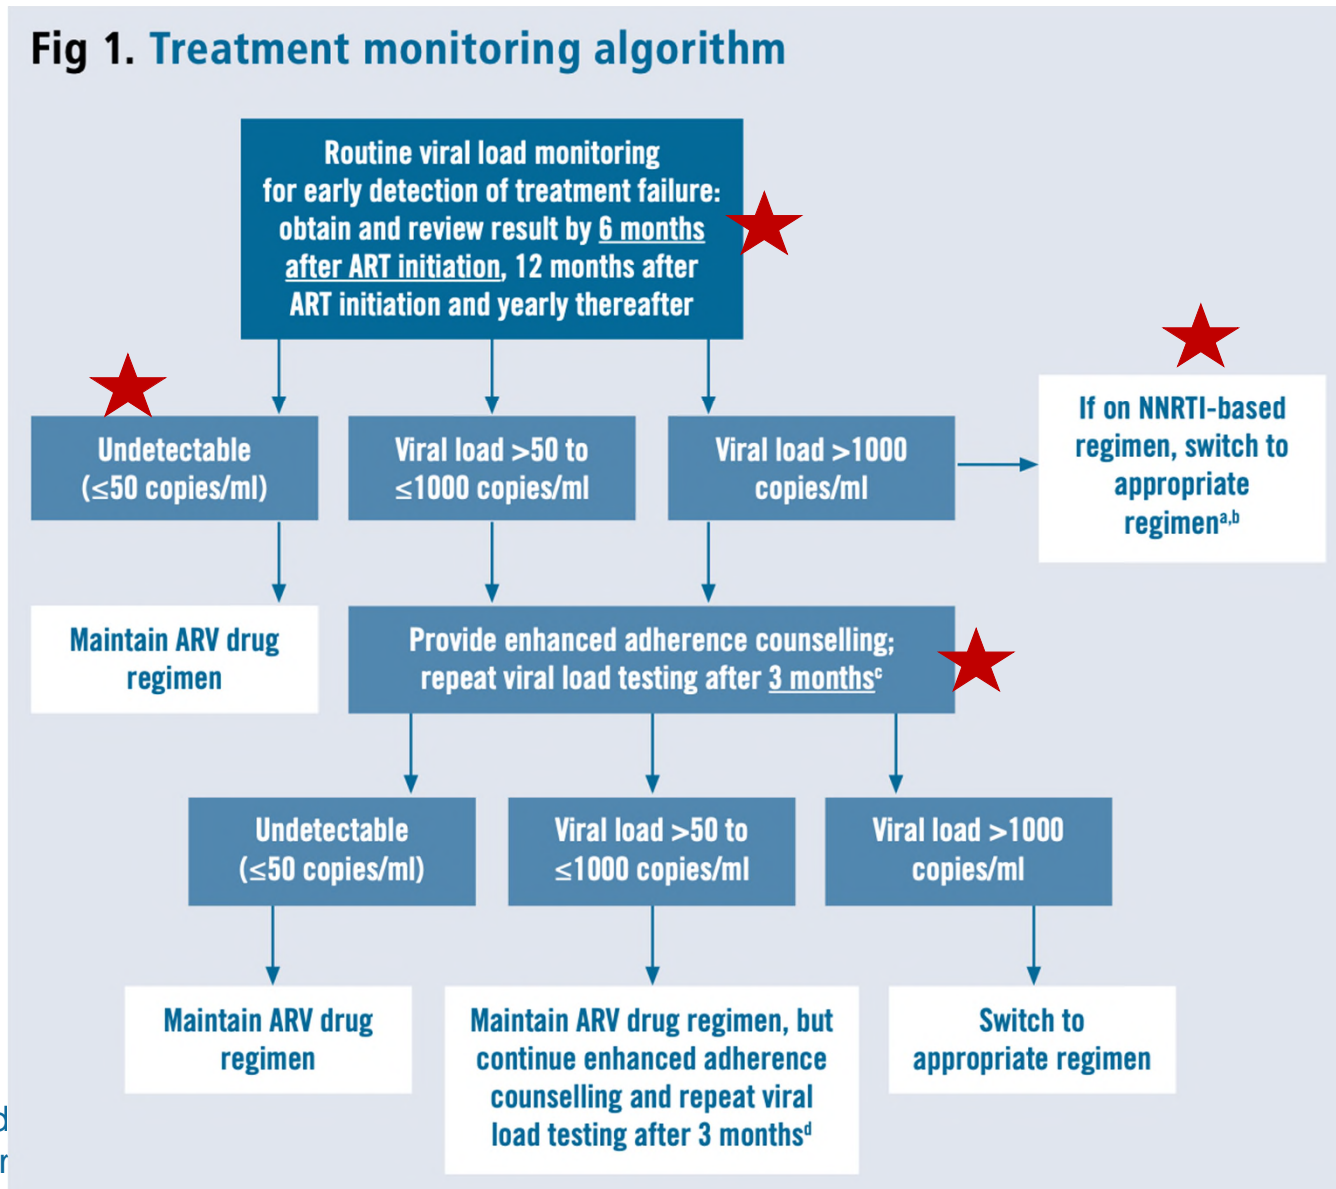 Fig 1. Treatment monitoring algorithm
Routine viral load monitoring
for early detection of treatment failure:
obtain and review result by 6 months
after ART initiation, 12 months after
ART initiation and yearly thereafter
Undetectable
(≤50 copies/ml)
Viral load >50 to
≤1000 copies/ml
Viral load >1000
copies/ml
If on NNRTI-based
regimen, switch to
appropriate
regimenᵃ,ᵇ
Maintain ARV drug
regimen
Provide enhanced adherence counselling;
repeat viral load testing after 3 monthsᶜ
Undetectable
(≤50 copies/ml)
Viral load >50 to
≤1000 copies/ml
Viral load >1000
copies/ml
Maintain ARV drug
regimen
Maintain ARV drug regimen, but
continue enhanced adherence
counselling and repeat viral
load testing after 3 monthsᵈ
Switch to
appropriate regimen